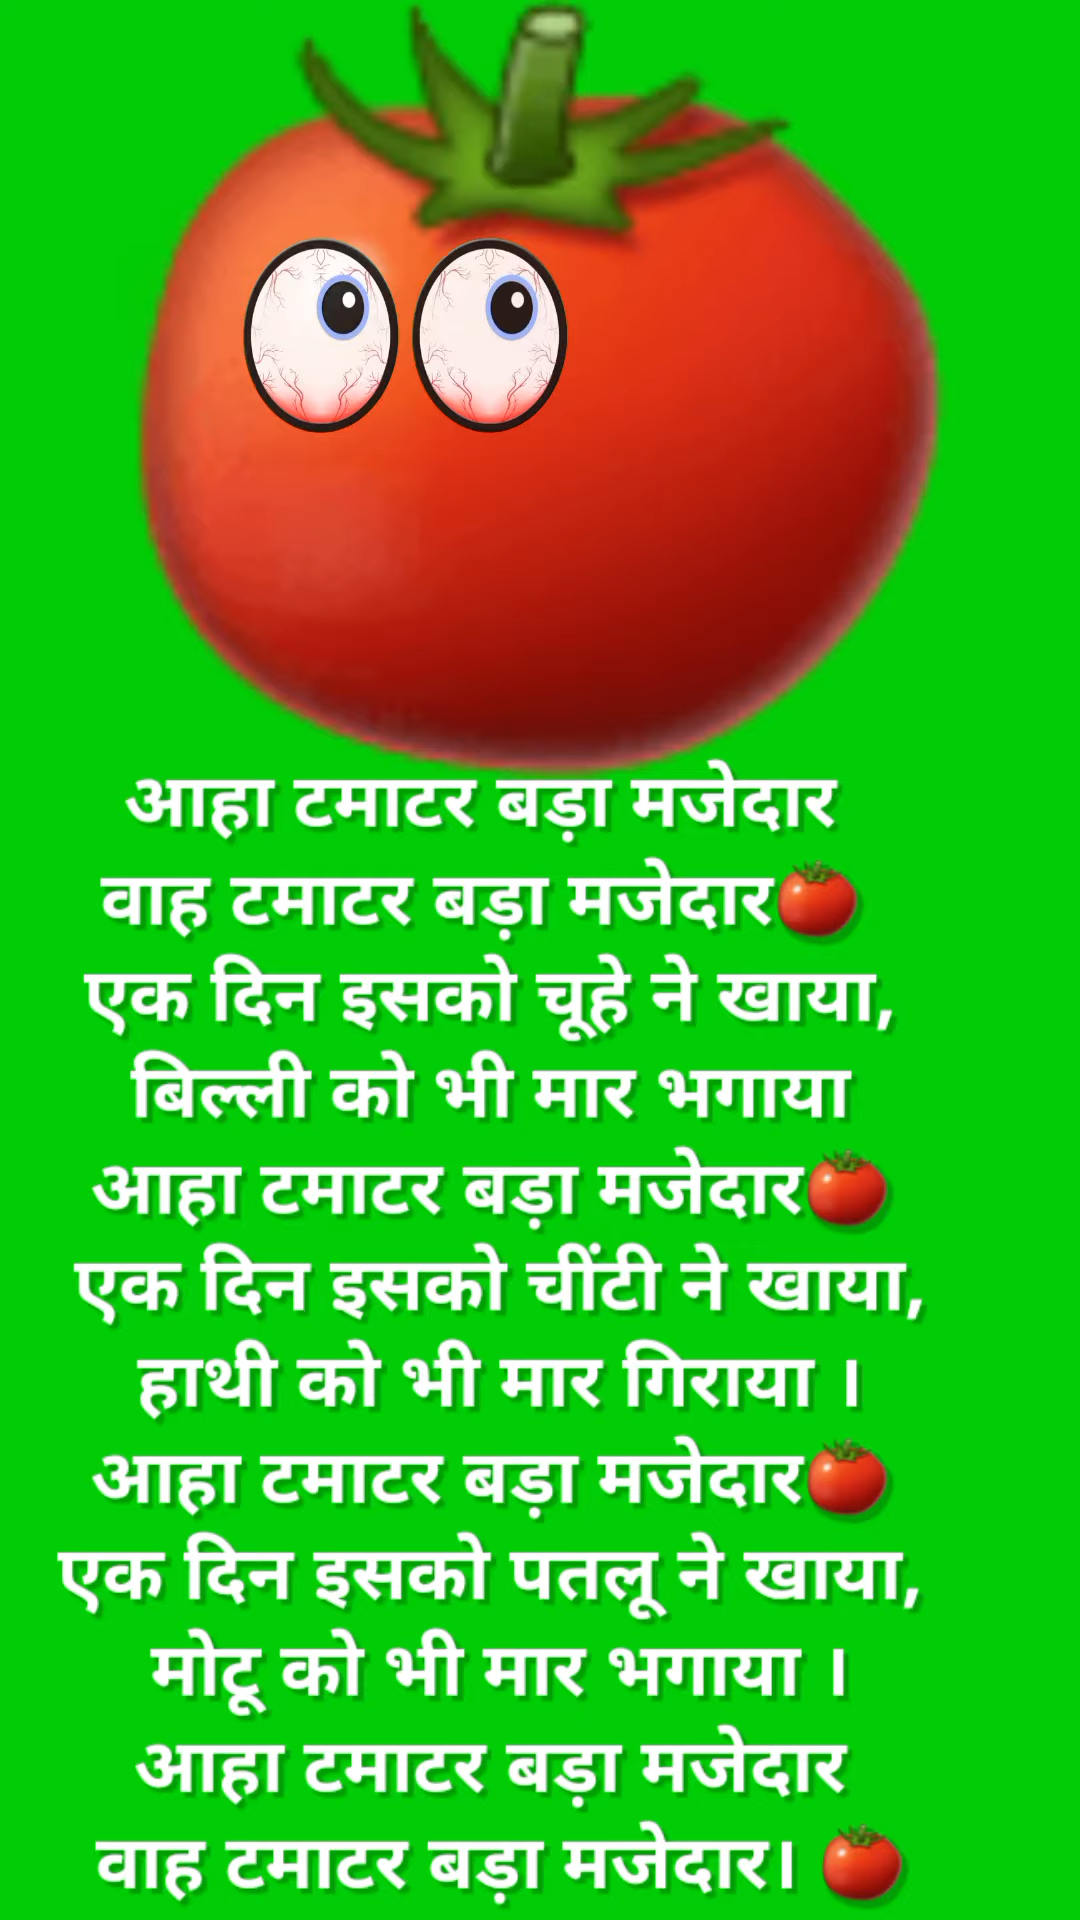 आहा टमाटर बड़ा मजेदार
वाह टमाटर बड़ा मजेदार🍅
एक दिन इसको चूहे ने खाया,
बिल्ली को भी मार भगाया
आहा टमाटर बड़ा मजेदार🍅
एक दिन इसको चींटी ने खाया,
हाथी को भी मार गिराया ।
आहा टमाटर बड़ा मजेदार🍅
एक दिन इसको पतलू ने खाया,
मोटू को भी मार भगाया ।
आहा टमाटर बड़ा मजेदार
वाह टमाटर बड़ा मजेदार। 🍅